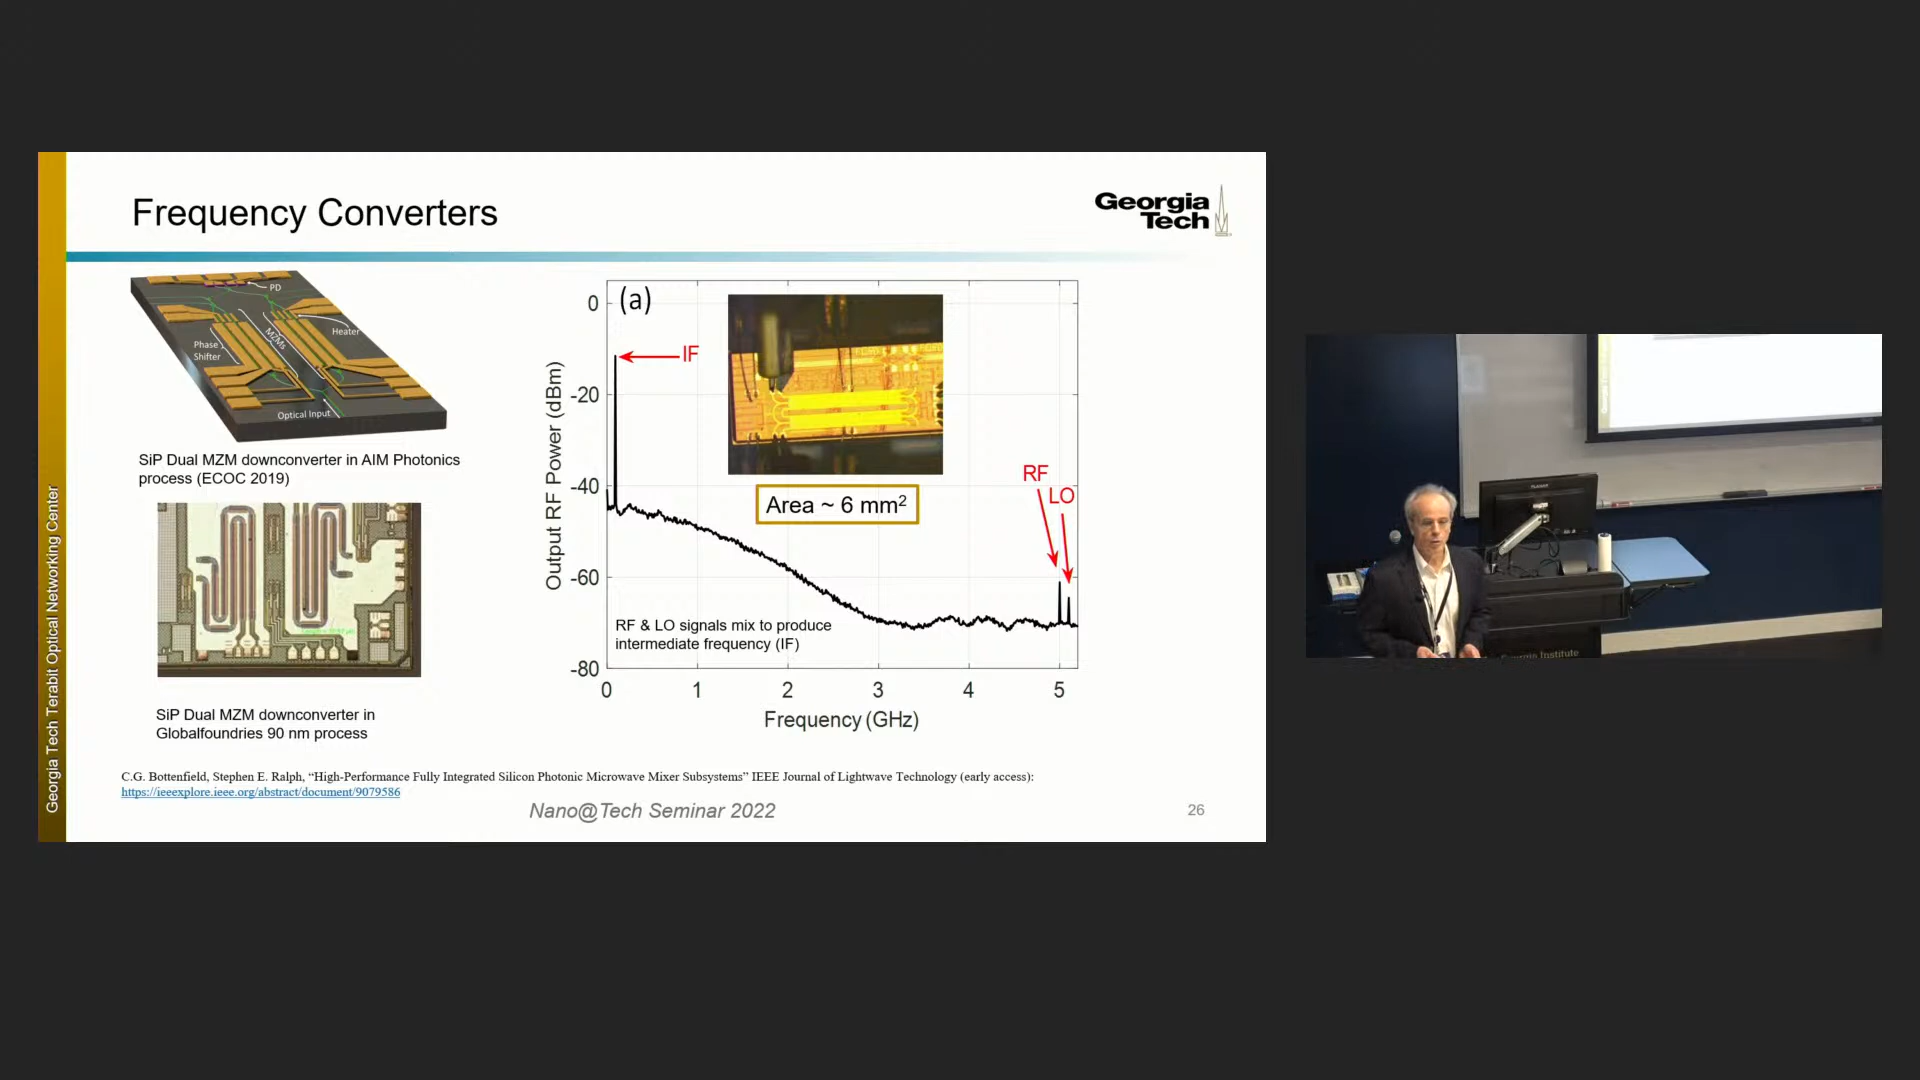 Frequency Converters
Georgia
Tech
PD
Heater
MZMs
Phase
Shifter
Optical Input
SiP Dual MZM downconverter in AIM Photonics
process (ECOC 2019)
SiP Dual MZM downconverter in
Globalfoundries 90 nm process
(a)
IF
Area ~ 6 mm²
RF
LO
RF & LO signals mix to produce
intermediate frequency (IF)
Output RF Power (dBm)
0
-20
-40
-60
-80
0 1 2 3 4 5
Frequency (GHz)
C.G. Bottenfield, Stephen E. Ralph, “High-Performance Fully Integrated Silicon Photonic Microwave Mixer Subsystems” IEEE Journal of Lightwave Technology (early access):
https://ieeexplore.ieee.org/abstract/document/9079586
Nano@Tech Seminar 2022
26
Georgia Tech Terabit Optical Networking Center
Georgia Institute